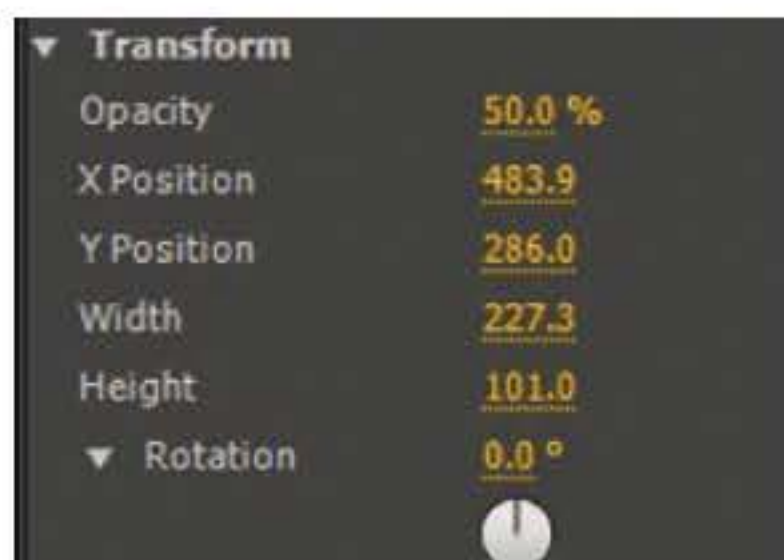 Transform
Opacity 50.0 %
X Position 483.9
Y Position 286.0
Width 227.3
Height 101.0
Rotation 0.0 °